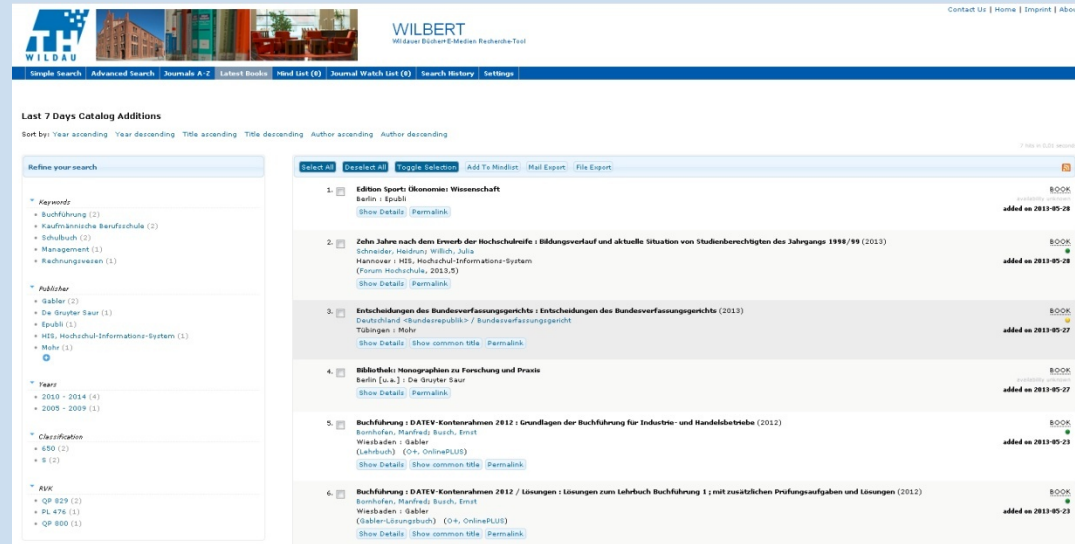 Contact Us | Home | Imprint | Abou
TH
WILDAU
WILBERT
Wildauer Bücher+E-Medien Recherche-Tool
Simple Search Advanced Search Journals A-Z Latest Books Mind List (0) Journal Watch List (0) Search History Settings
Last 7 Days Catalog Additions
Sort by: Year ascending Year descending Title ascending Title descending Author ascending Author descending
Refine your search
Keywords
Buchführung (2)
Kaufmännische Berufsschule (2)
Schulbuch (2)
Management (1)
Rechnungswesen (1)
Publisher
Gabler (2)
De Gruyter Saur (1)
Epubli (1)
HIS, Hochschul-Informations-System (1)
Mohr (1)
Years
2010 - 2014 (4)
2005 - 2009 (1)
Classification
650 (2)
S (2)
RVK
QP 829 (2)
PL 476 (1)
QP 800 (1)
Select All Deselect All Toggle Selection Add To Mindlist Mail Export File Export
1. Edition Sport: Ökonomie: Wissenschaft BOOK
Berlin : Epubli availability unknown
Show Details Permalink added on 2013-05-28
2. Zehn Jahre nach dem Erwerb der Hochschulreife : Bildungsverlauf und aktuelle Situation von Studienberechtigten des Jahrgangs 1998/99 (2013) BOOK
Schneider, Heidrun; Willich, Julia
Hannover : HIS, Hochschul-Informations-System added on 2013-05-28
(Forum Hochschule, 2013,5)
Show Details Permalink
3. Entscheidungen des Bundesverfassungsgerichts : Entscheidungen des Bundesverfassungsgerichts (2013) BOOK
Deutschland <Bundesrepublik> / Bundesverfassungsgericht
Tübingen : Mohr added on 2013-05-27
Show Details Show common title Permalink
4. Bibliothek: Monographien zu Forschung und Praxis BOOK
Berlin [u.a.] : De Gruyter Saur availability unknown
Show Details Permalink added on 2013-05-27
5. Buchführung : DATEV-Kontenrahmen 2012 : Grundlagen der Buchführung für Industrie- und Handelsbetriebe (2012) BOOK
Bornhofen, Manfred; Busch, Ernst
Wiesbaden : Gabler added on 2013-05-23
(Lehrbuch) (O+, OnlinePLUS)
Show Details Show common title Permalink
6. Buchführung : DATEV-Kontenrahmen 2012 / Lösungen : Lösungen zum Lehrbuch Buchführung 1 ; mit zusätzlichen Prüfungsaufgaben und Lösungen (2012) BOOK
Bornhofen, Manfred; Busch, Ernst
Wiesbaden : Gabler added on 2013-05-23
(Gabler-Lösungsbuch) (O+, OnlinePLUS)
Show Details Show common title Permalink